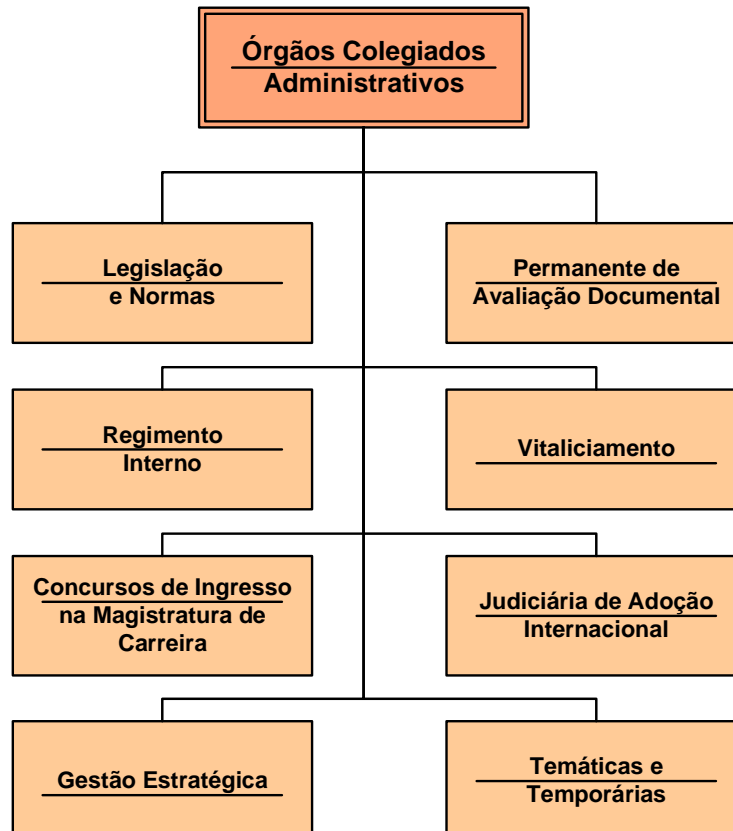 Órgãos Colegiados
Administrativos
Legislação
e Normas
Permanente de
Avaliação Documental
Regimento
Interno
Vitaliciamento
Concursos de Ingresso
na Magistratura de
Carreira
Judiciária de Adoção
Internacional
Gestão Estratégica
Temáticas e
Temporárias